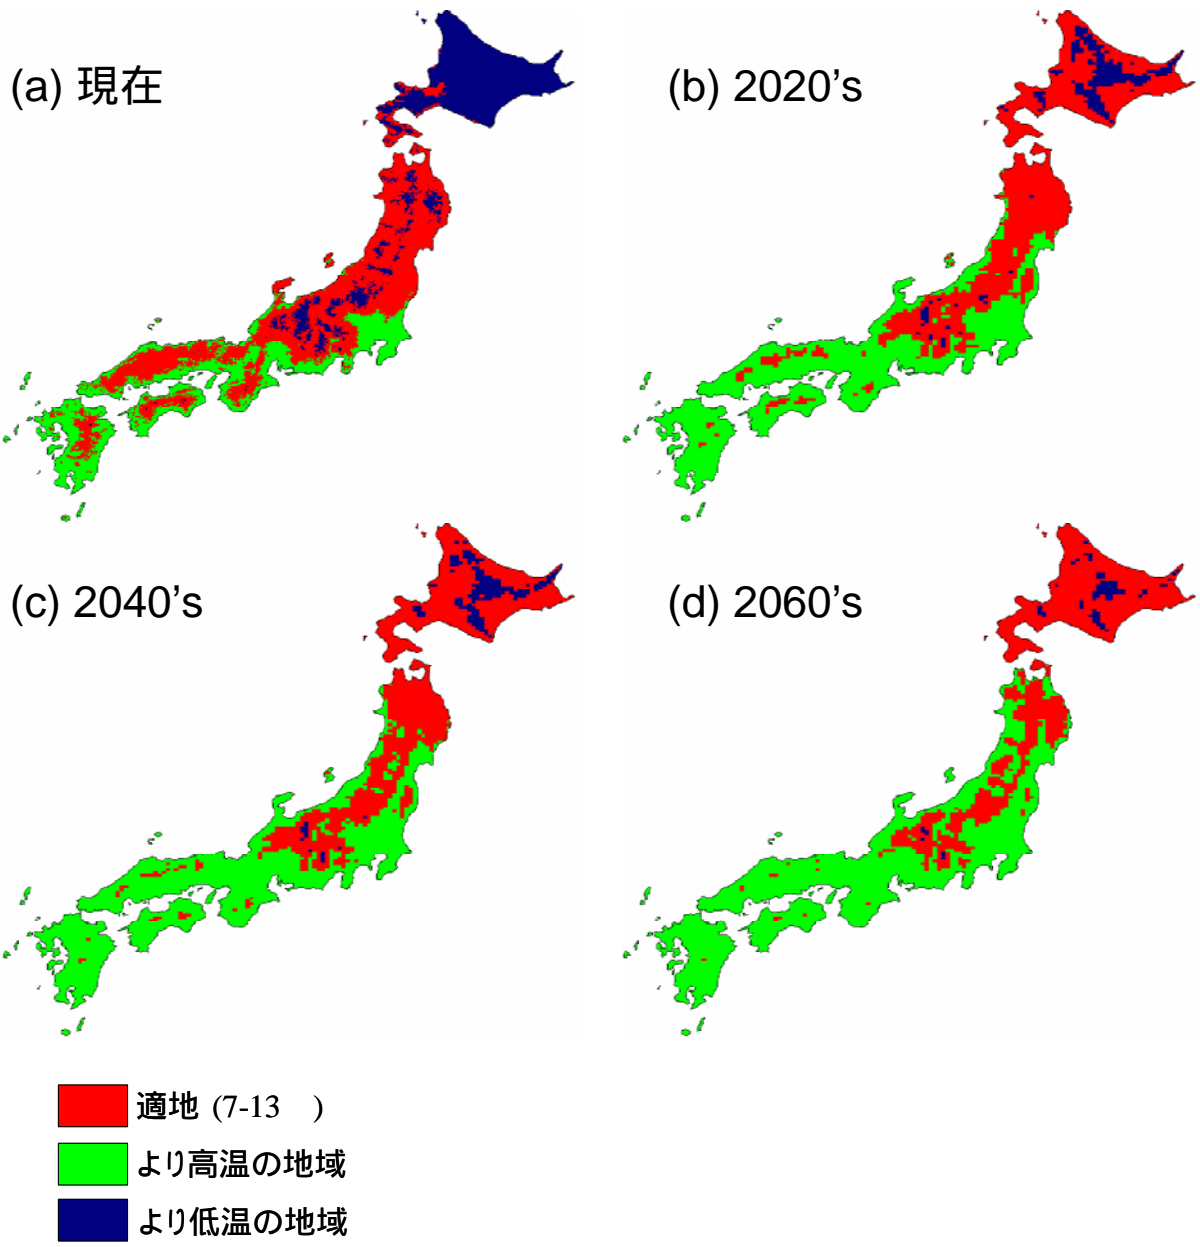 (a) 現在
(b) 2020's
(c) 2040's
(d) 2060's
適地 (7-13 )
より高温の地域
より低温の地域